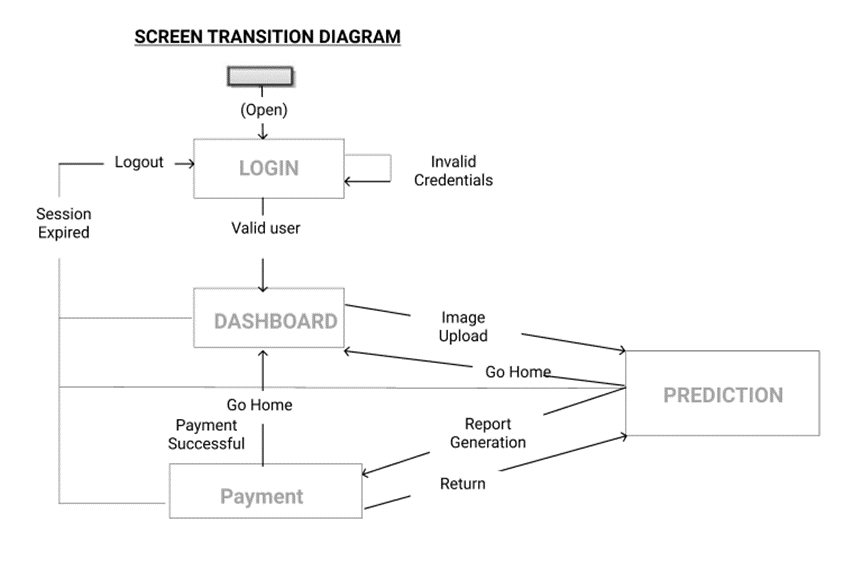 SCREEN TRANSITION DIAGRAM
(Open)
LOGIN
Logout
Invalid
Credentials
Session
Expired
Valid user
DASHBOARD
Image
Upload
Go Home
PREDICTION
Go Home
Payment
Successful
Report
Generation
Return
Payment